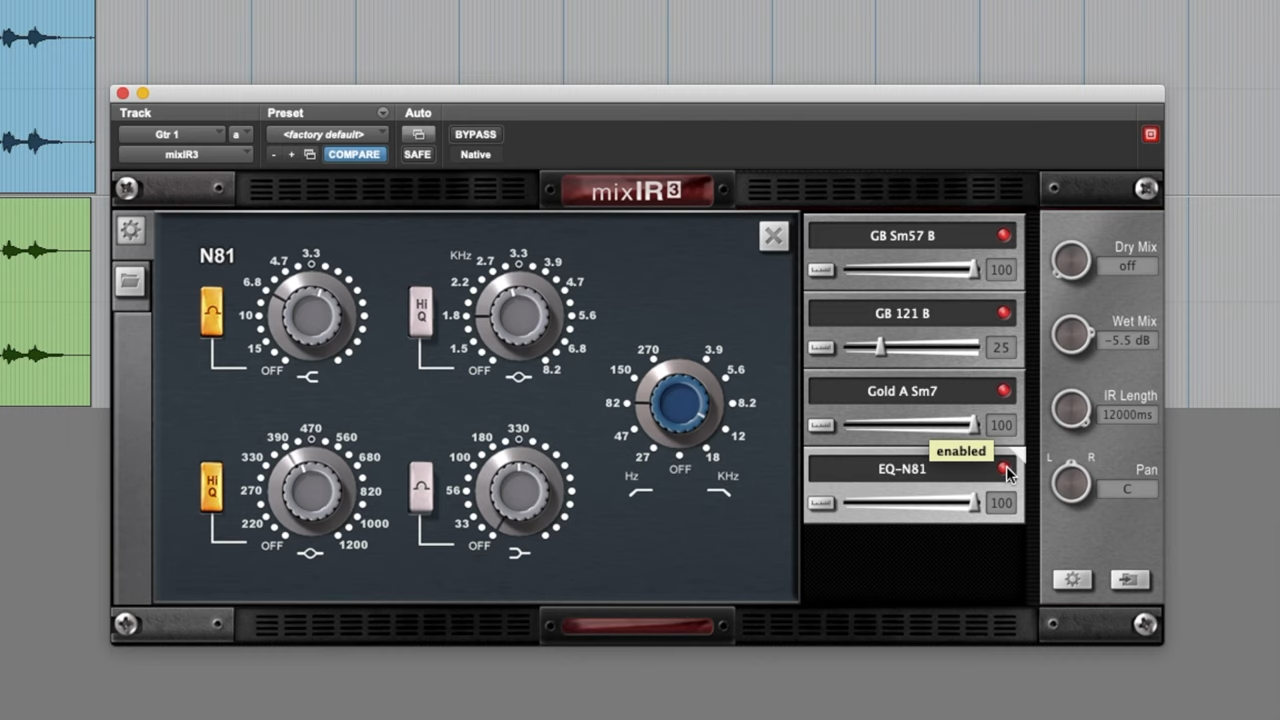 Track Preset Auto
Gtr 1 a <factory default> BYPASS
mixIR3 - + COMPARE SAFE Native
mixIR3
N81
3.3
4.7
6.8
10
15
OFF
HiQ
KHz
3.3
2.7
3.9
2.2
4.7
1.8
5.6
1.5
6.8
OFF
8.2
270
3.9
150
5.6
82
8.2
47
12
27
18
OFF
Hz
KHz
470
390
560
330
680
HiQ
270
820
220
1000
OFF
1200
330
180
100
56
33
OFF
GB Sm57 B
100
GB 121 B
25
Gold A Sm7
100
enabled
EQ-N81
100
Dry Mix
off
Wet Mix
-5.5 dB
IR Length
12000ms
L R
Pan
C